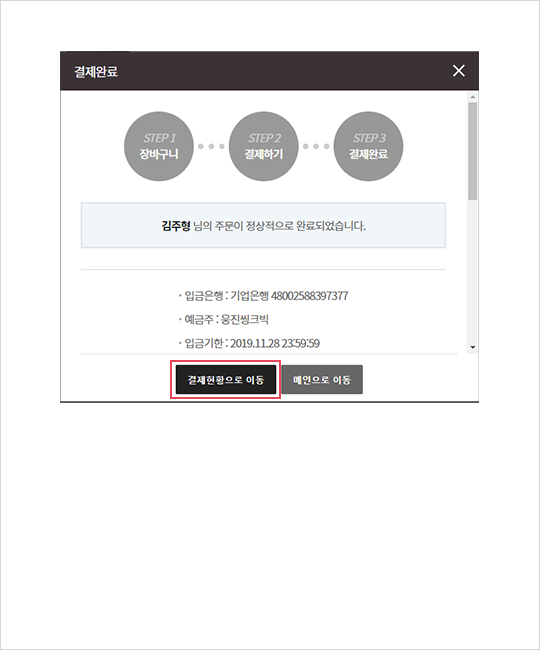 결제완료
STEP 1
장바구니
STEP 2
결제하기
STEP 3
결제완료
김주형 님의 주문이 정상적으로 완료되었습니다.
· 입금은행 : 기업은행 48002588397377
· 예금주 : 웅진씽크빅
· 입금기한 : 2019.11.28 23:59:59
결제현황으로 이동
메인으로 이동